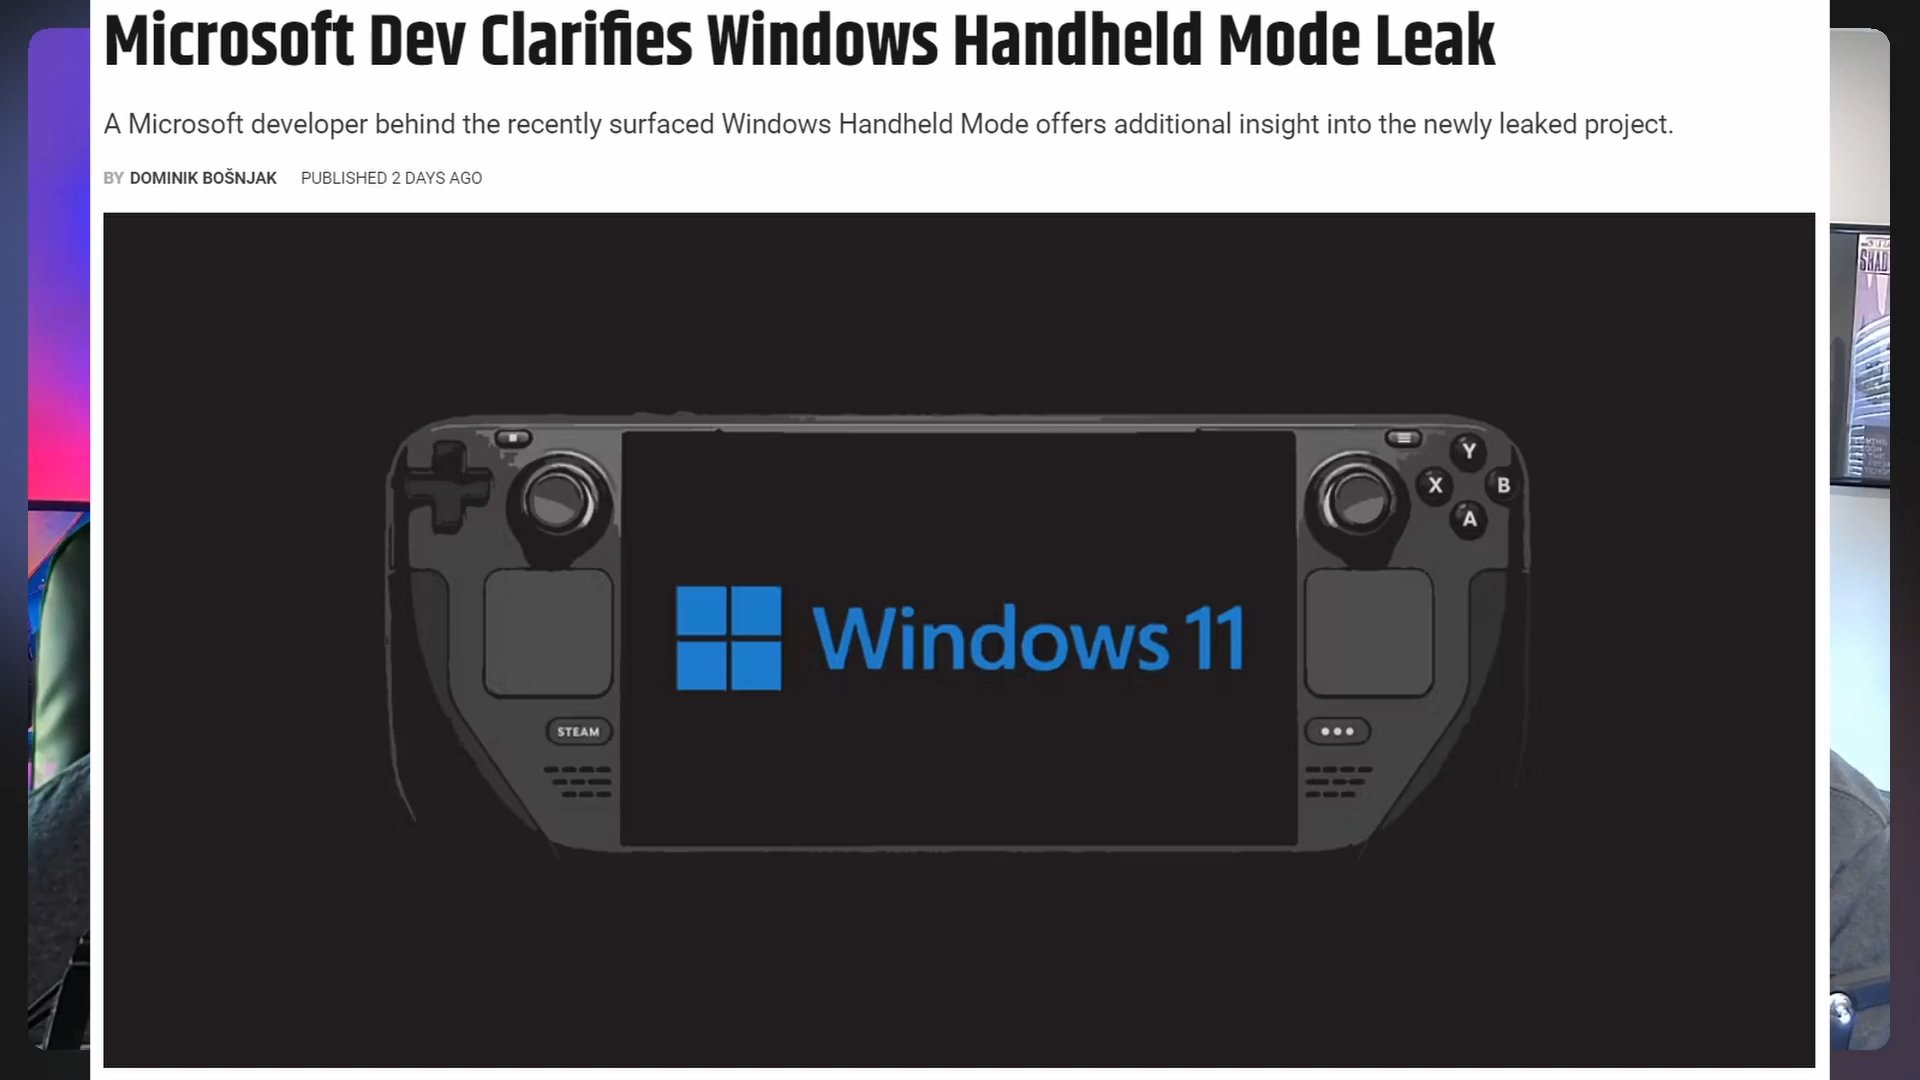 Microsoft Dev Clarifies Windows Handheld Mode Leak
A Microsoft developer behind the recently surfaced Windows Handheld Mode offers additional insight into the newly leaked project.
BY DOMINIK BOŠNJAK PUBLISHED 2 DAYS AGO
SHAD
Y
X B
A
Windows 11
STEAM